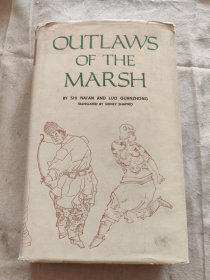 OUTLAWS
OF THE
MARSH
BY SHI NAI'AN AND LUO GUANZHONG
TRANSLATED BY SIDNEY SHAPIRO